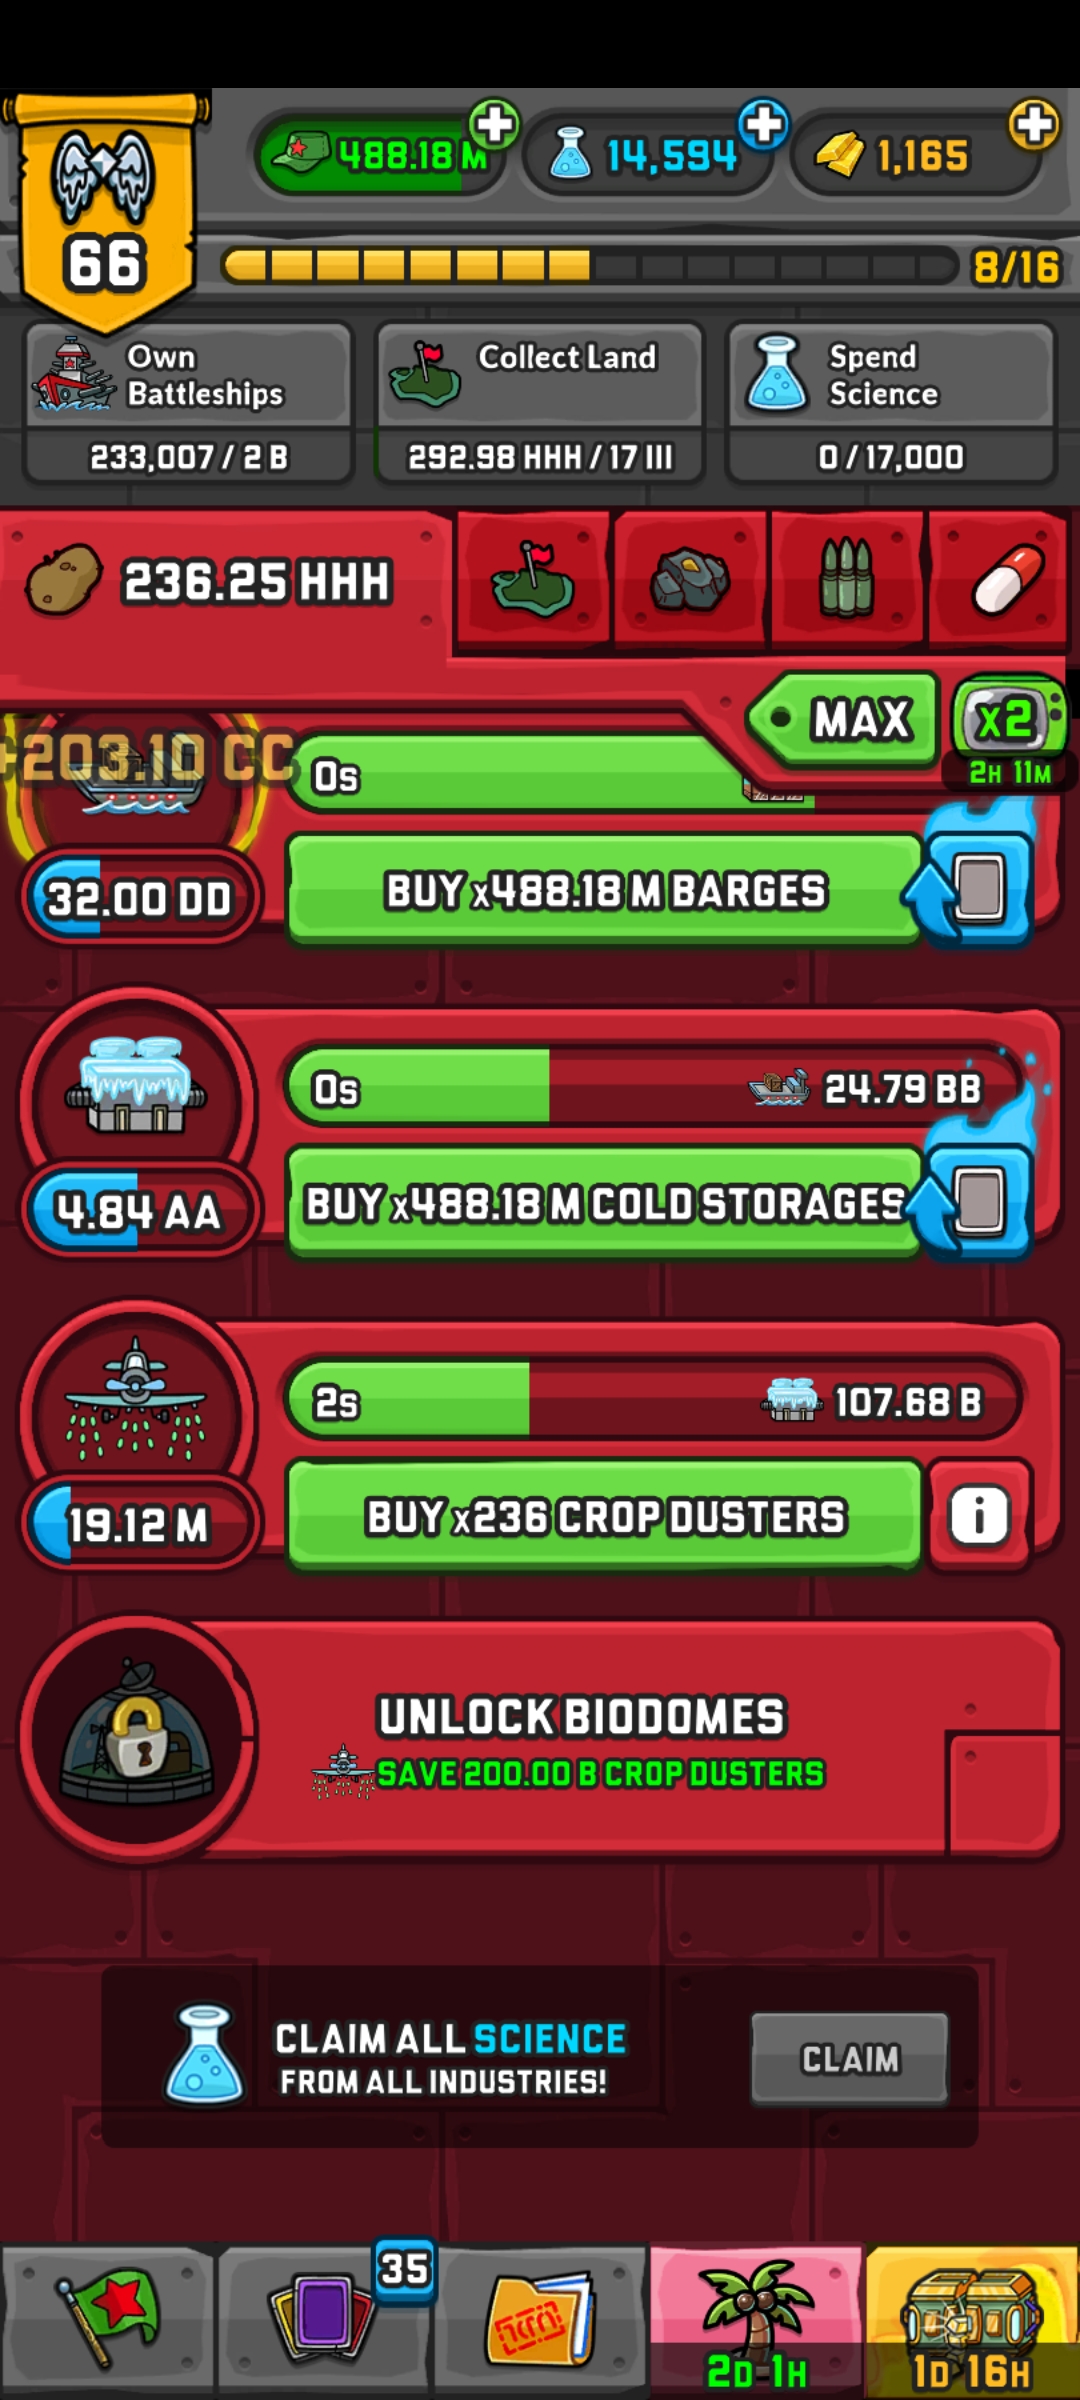 488.18 M
14,594
1,165
66
8/16
Own
Battleships
233,007 / 2 B
Collect Land
292.98 HHH / 17 III
Spend
Science
0 / 17,000
236.25 HHH
MAX
x2
2H 11M
+203.10 CC
0s
32.00 DD
BUY x488.18 M BARGES
0s
24.79 BB
4.84 AA
BUY x488.18 M COLD STORAGES
2s
107.68 B
19.12 M
BUY x236 CROP DUSTERS
i
UNLOCK BIODOMES
SAVE 200.00 B CROP DUSTERS
CLAIM ALL SCIENCE
FROM ALL INDUSTRIES!
CLAIM
35
2D 1H
1D 16H